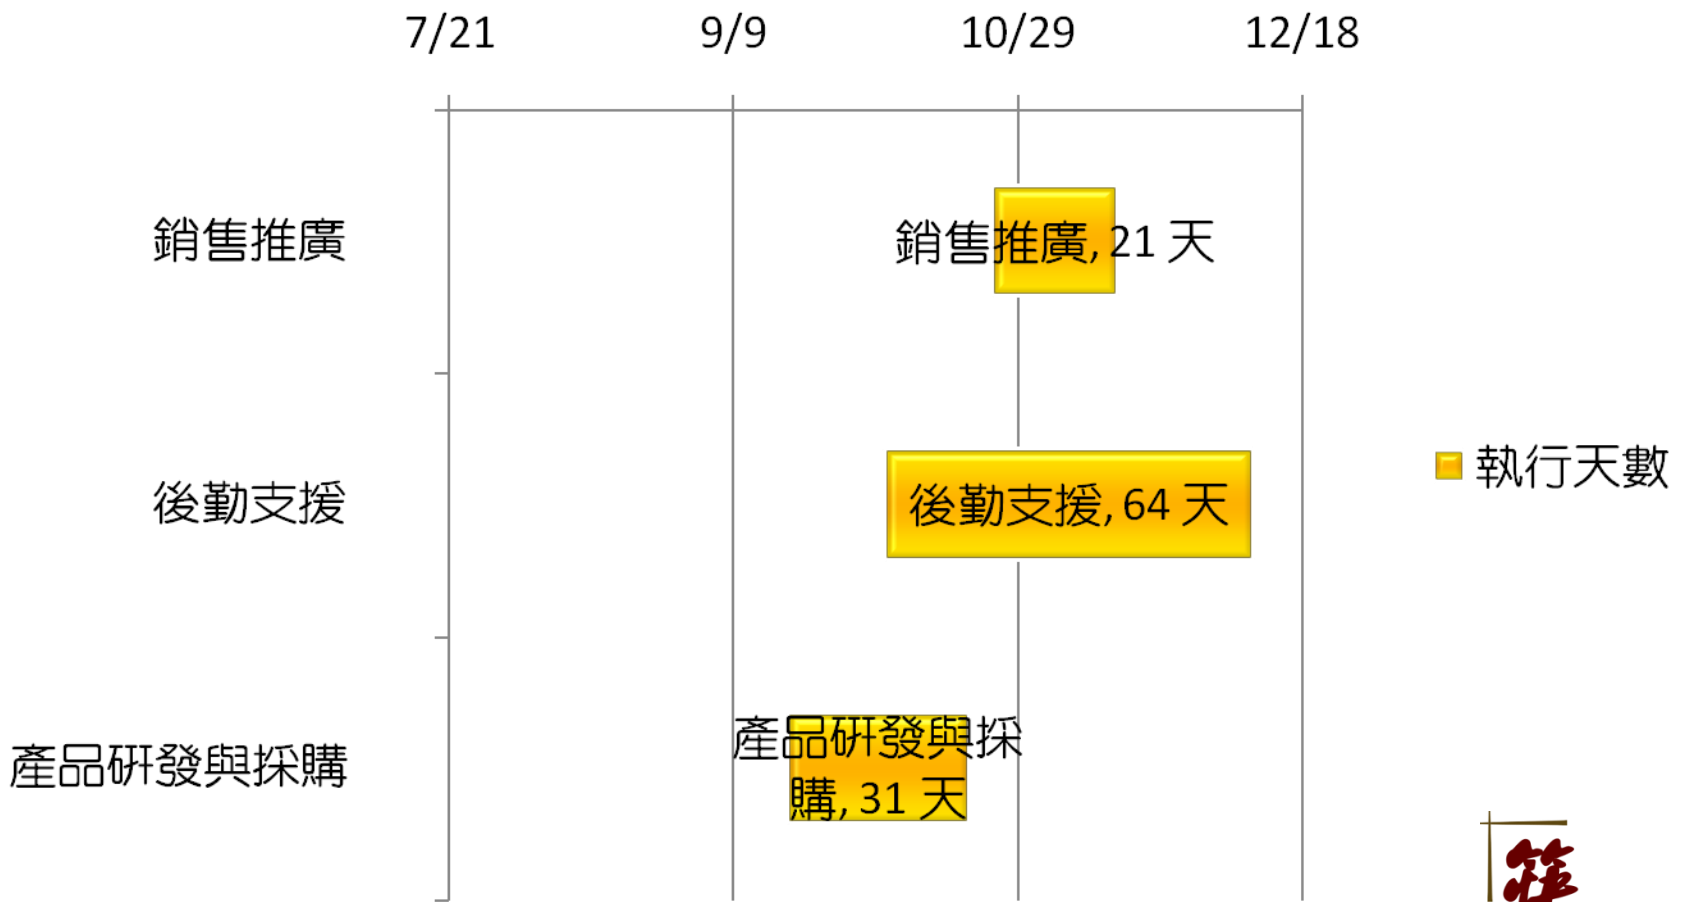 7/21 9/9 10/29 12/18
銷售推廣
銷售推廣, 21 天
後勤支援
後勤支援, 64 天
執行天數
產品研發與採購
產品研發與採
購, 31 天